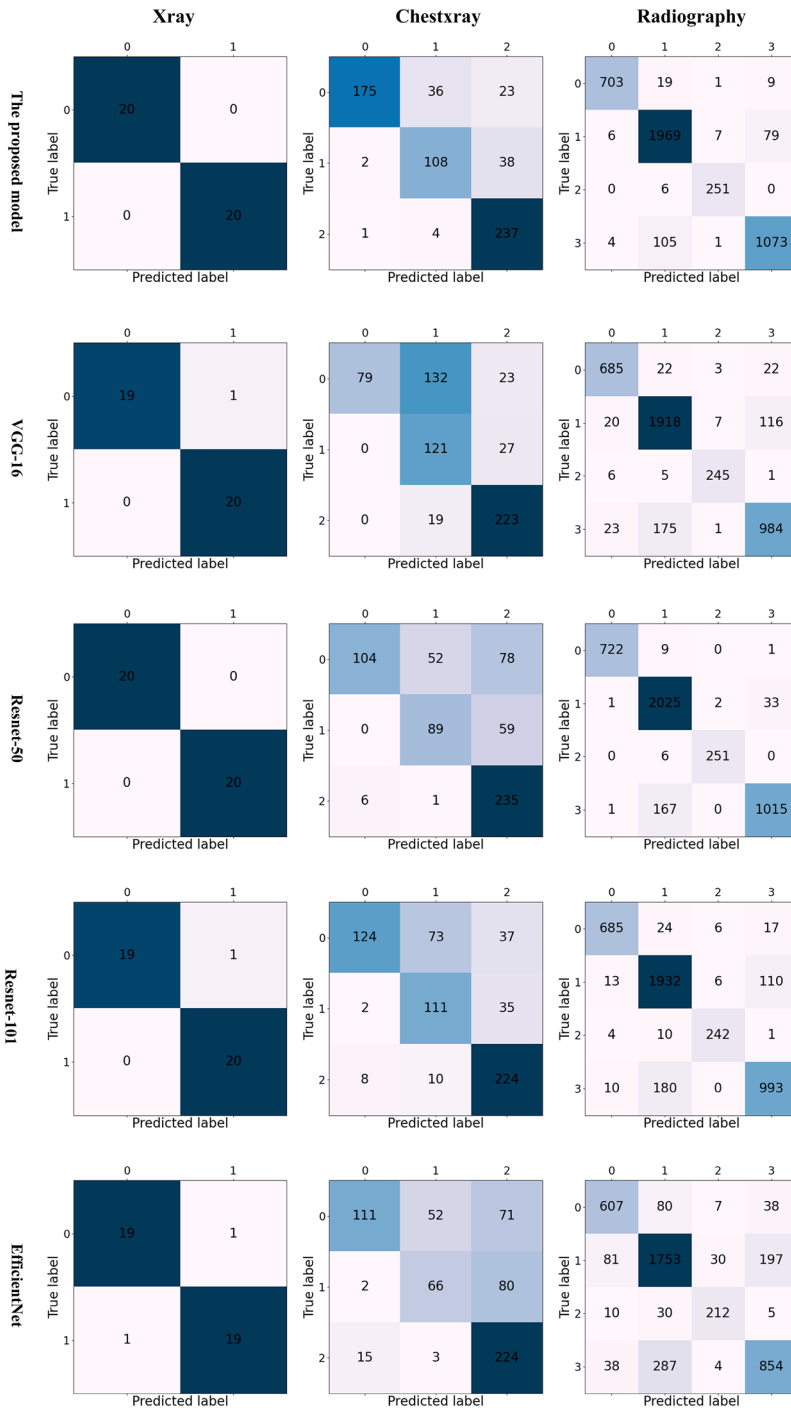 Xray Chestxray Radiography
The proposed model
0 1
0 20 0
1 0 20
True label
Predicted label
0 1 2
0 175 36 23
1 2 108 38
2 1 4 237
True label
Predicted label
0 1 2 3
0 703 19 1 9
1 6 1969 7 79
2 0 6 251 0
3 4 105 1 1073
True label
Predicted label
VGG-16
0 1
0 19 1
1 0 20
True label
Predicted label
0 1 2
0 79 132 23
1 0 121 27
2 0 19 223
True label
Predicted label
0 1 2 3
0 685 22 3 22
1 20 1918 7 116
2 6 5 245 1
3 23 175 1 984
True label
Predicted label
Resnet-50
0 1
0 20 0
1 0 20
True label
Predicted label
0 1 2
0 104 52 78
1 0 89 59
2 6 1 235
True label
Predicted label
0 1 2 3
0 722 9 0 1
1 1 2025 2 33
2 0 6 251 0
3 1 167 0 1015
True label
Predicted label
Resnet-101
0 1
0 19 1
1 0 20
True label
Predicted label
0 1 2
0 124 73 37
1 2 111 35
2 8 10 224
True label
Predicted label
0 1 2 3
0 685 24 6 17
1 13 1932 6 110
2 4 10 242 1
3 10 180 0 993
True label
Predicted label
EfficientNet
0 1
0 19 1
1 1 19
True label
Predicted label
0 1 2
0 111 52 71
1 2 66 80
2 15 3 224
True label
Predicted label
0 1 2 3
0 607 80 7 38
1 81 1753 30 197
2 10 30 212 5
3 38 287 4 854
True label
Predicted label